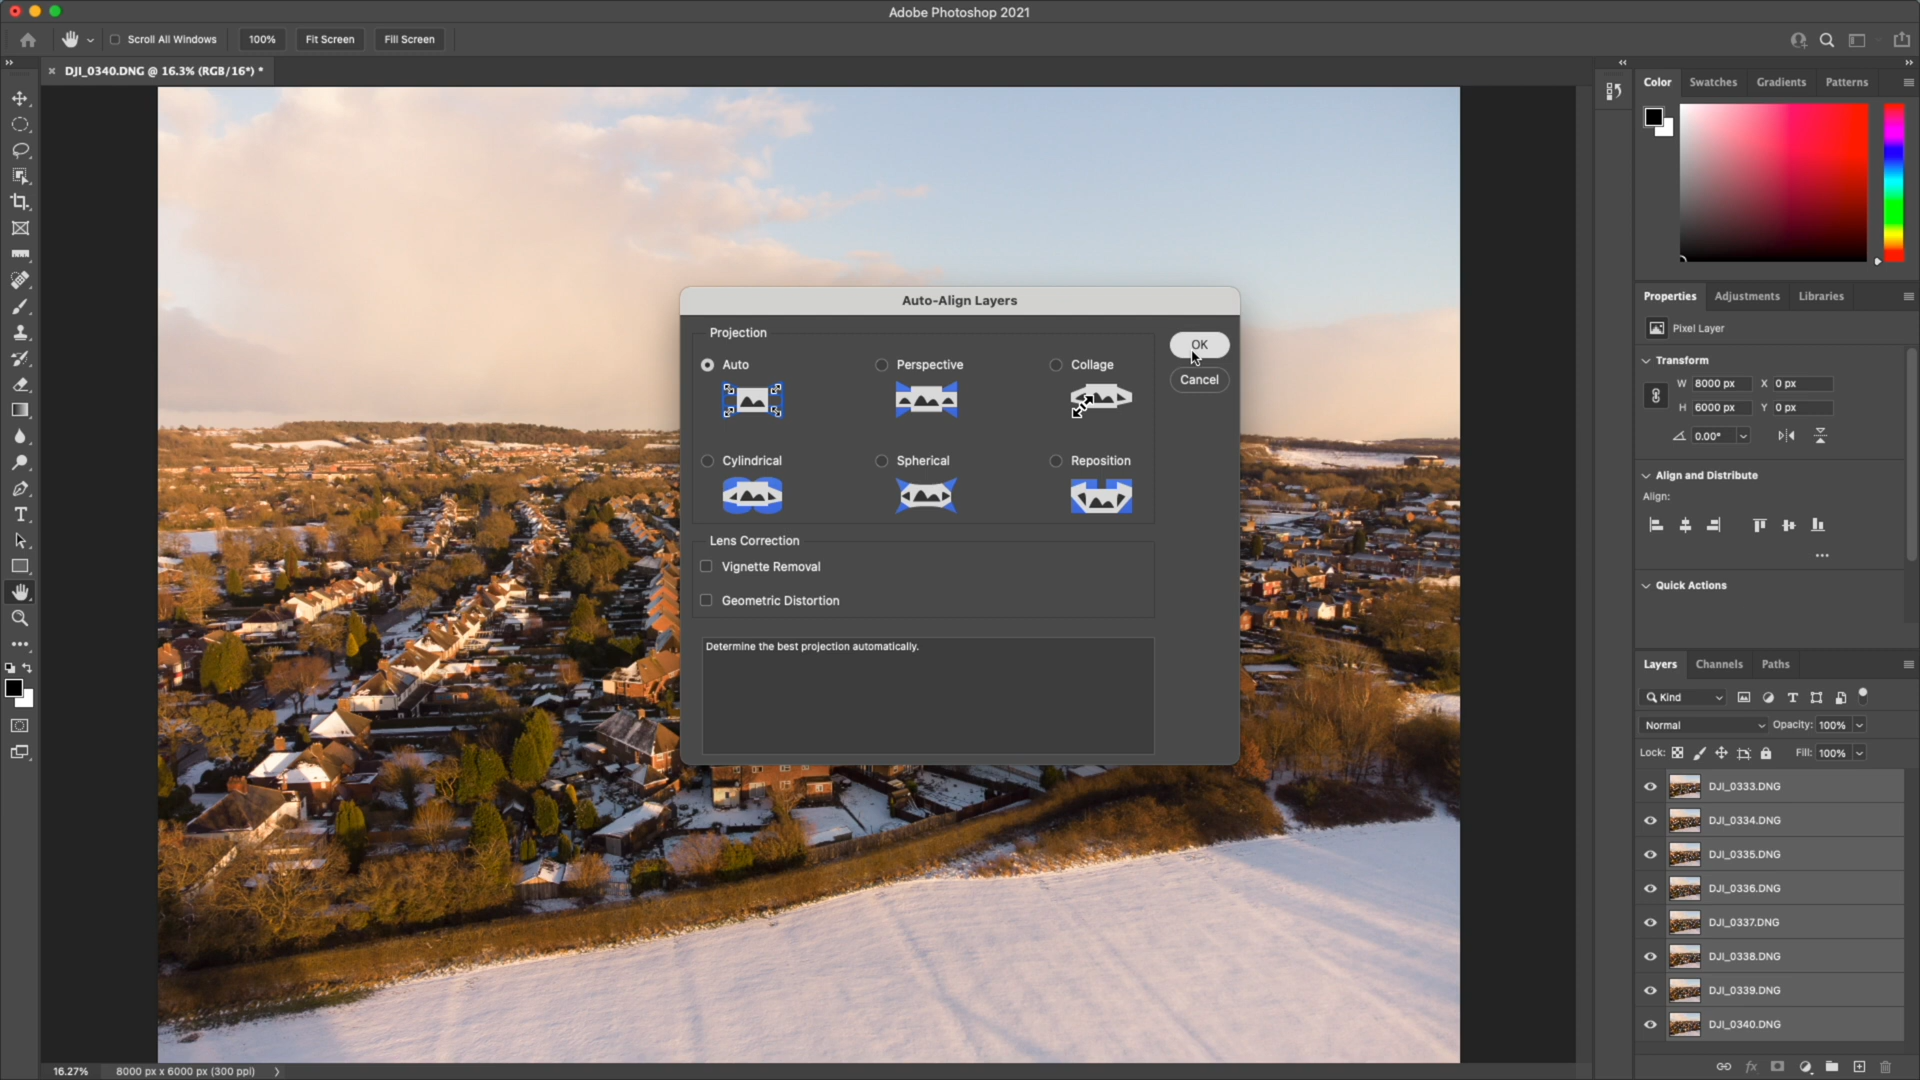 Adobe Photoshop 2021
Scroll All Windows
100%
Fit Screen
Fill Screen
DJI_0340.DNG @ 16.3% (RGB/16*) *
Color
Swatches
Gradients
Patterns
Auto-Align Layers
Projection
Auto
Perspective
Collage
Cylindrical
Spherical
Reposition
OK
Cancel
Lens Correction
Vignette Removal
Geometric Distortion
Determine the best projection automatically.
Properties
Adjustments
Libraries
Pixel Layer
Transform
W 8000 px X 0 px
H 6000 px Y 0 px
0.00°
Align and Distribute
Align:
Quick Actions
Layers
Channels
Paths
Kind
Normal
Opacity: 100%
Lock:
Fill: 100%
DJI_0333.DNG
DJI_0334.DNG
DJI_0335.DNG
DJI_0336.DNG
DJI_0337.DNG
DJI_0338.DNG
DJI_0339.DNG
DJI_0340.DNG
16.27%
8000 px x 6000 px (300 ppi)